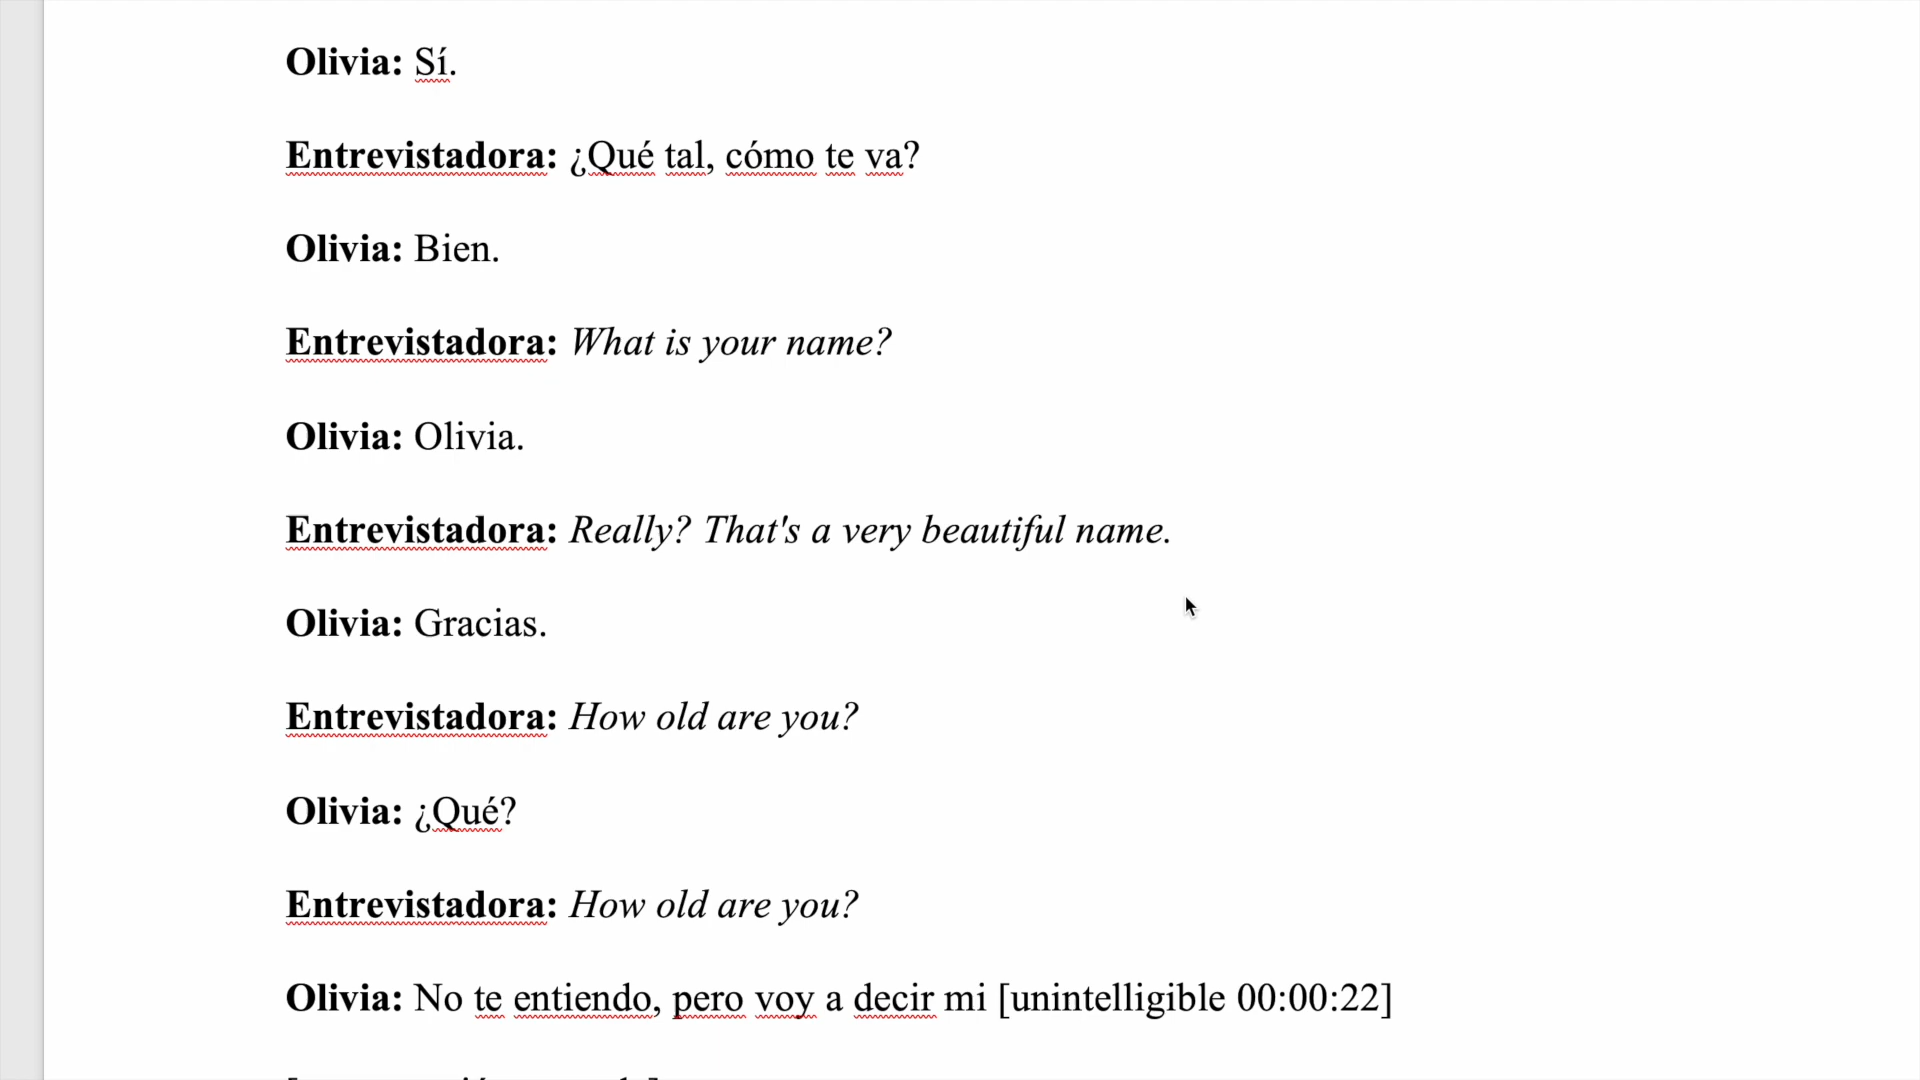 Olivia: Sí.
Entrevistadora: ¿Qué tal, cómo te va?
Olivia: Bien.
Entrevistadora: What is your name?
Olivia: Olivia.
Entrevistadora: Really? That's a very beautiful name.
Olivia: Gracias.
Entrevistadora: How old are you?
Olivia: ¿Qué?
Entrevistadora: How old are you?
Olivia: No te entiendo, pero voy a decir mi [unintelligible 00:00:22]